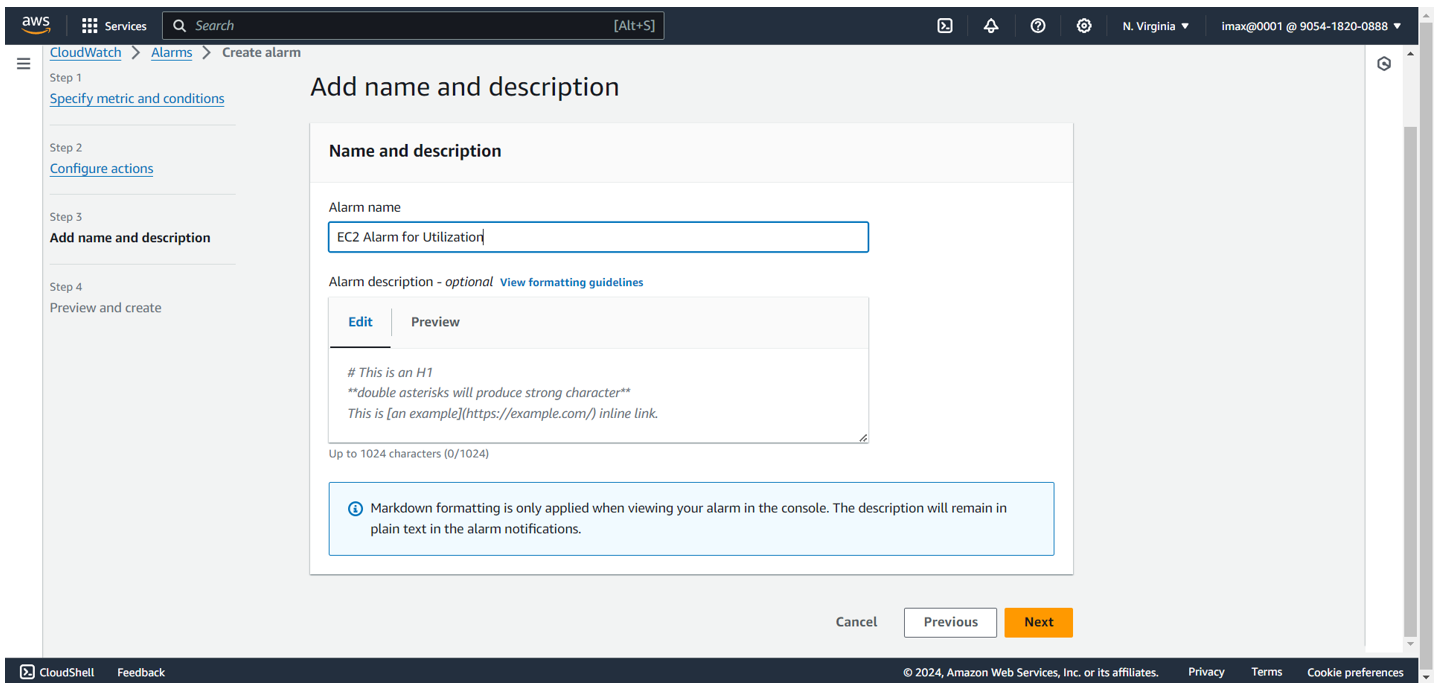 aws
Services
Search
[Alt+S]
N. Virginia
imax@0001 @ 9054-1820-0888
CloudWatch
Alarms
Create alarm
Step 1
Specify metric and conditions
Step 2
Configure actions
Step 3
Add name and description
Step 4
Preview and create
Add name and description
Name and description
Alarm name
EC2 Alarm for Utilization
Alarm description - optional View formatting guidelines
Edit
Preview
# This is an H1
**double asterisks will produce strong character**
This is [an example](https://example.com/) inline link.
Up to 1024 characters (0/1024)
Markdown formatting is only applied when viewing your alarm in the console. The description will remain in
plain text in the alarm notifications.
Cancel
Previous
Next
CloudShell
Feedback
© 2024, Amazon Web Services, Inc. or its affiliates.
Privacy
Terms
Cookie preferences